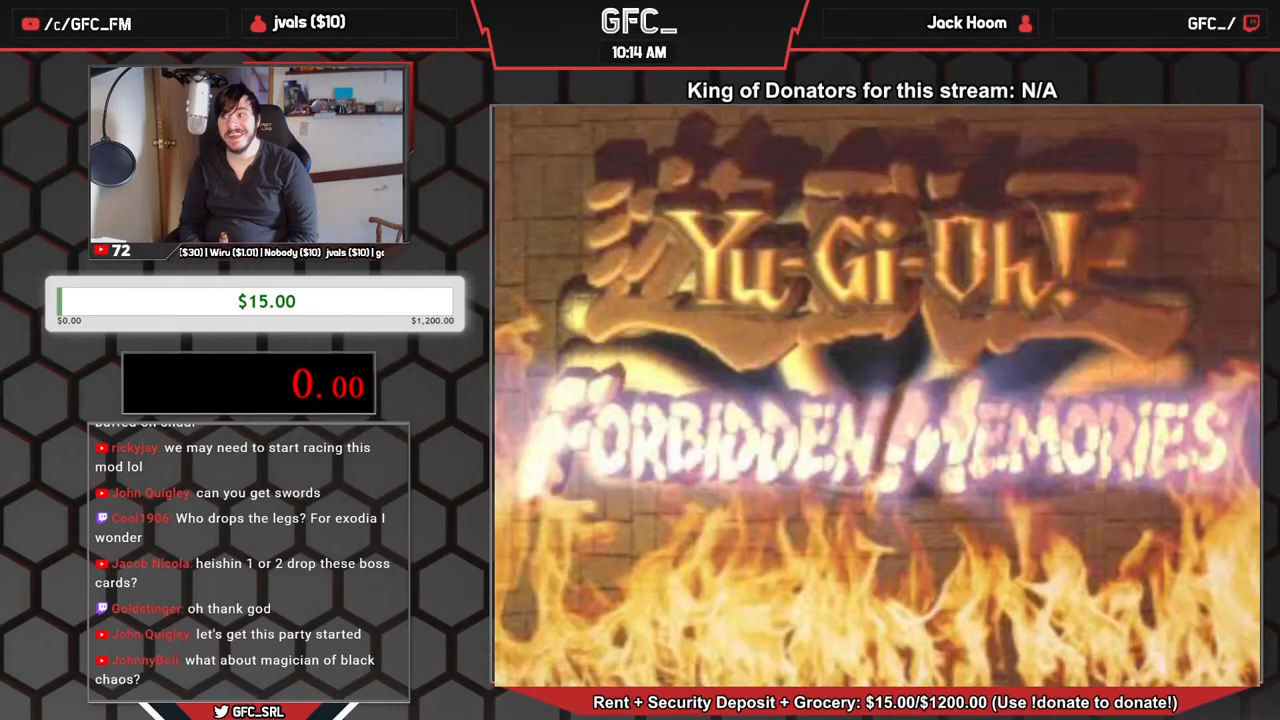 /c/GFC_FM
jvals ($10)
GFC_
10:14 AM
Jack Hoom
GFC_/
King of Donators for this stream: N/A
72
($30) | Wiru ($1.01) | Nobody ($10) jvals ($10) |
$15.00
$0.00
$1,200.00
0.00
rickyjay: we may need to start racing this
mod lol
John Quigley: can you get swords
Cool1906: Who drops the legs? For exodia I
wonder
Jacob Nicola: heishin 1 or 2 drop these boss
cards?
Goldstinger: oh thank god
John Quigley: let's get this party started
JohnnyBoii: what about magician of black
chaos?
GFC_SRL
Yu-Gi-Oh!
FORBIDDEN MEMORIES
Rent + Security Deposit + Grocery: $15.00/$1200.00 (Use !donate to donate!)